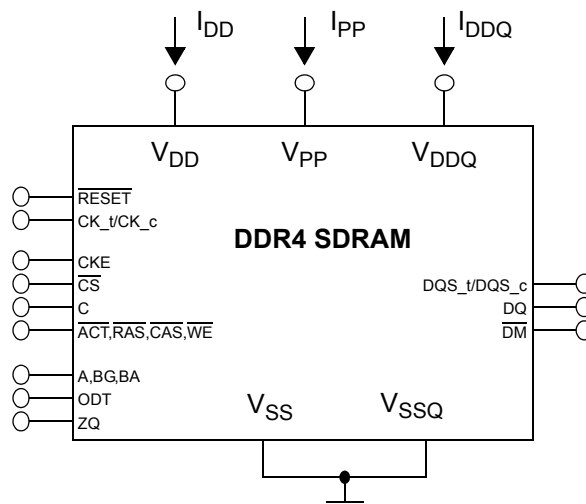 IDD IPP IDDQ
VDD VPP VDDQ
RESET
CK_t/CK_c
DDR4 SDRAM
CKE
CS
DQS_t/DQS_c
C
DQ
ACT,RAS,CAS,WE
DM
A,BG,BA
ODT
VSS VSSQ
ZQ